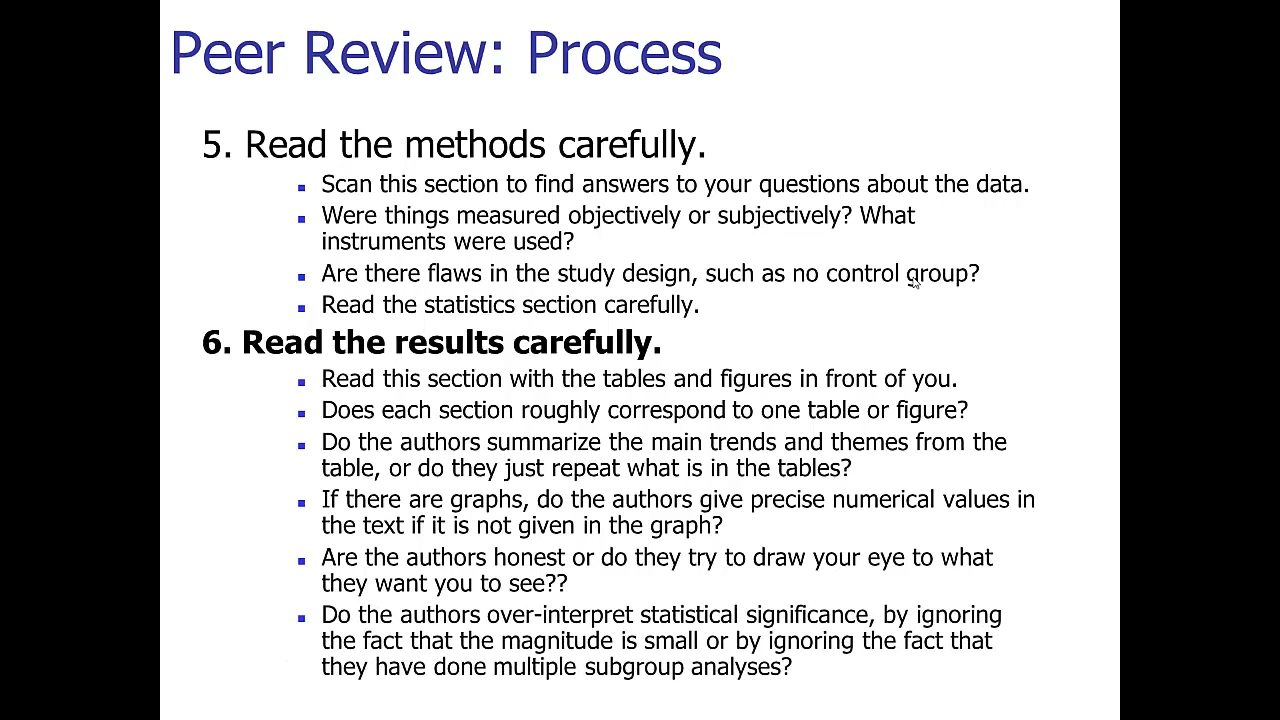 Peer Review: Process
5. Read the methods carefully.
Scan this section to find answers to your questions about the data.
Were things measured objectively or subjectively? What
instruments were used?
Are there flaws in the study design, such as no control group?
Read the statistics section carefully.
6. Read the results carefully.
Read this section with the tables and figures in front of you.
Does each section roughly correspond to one table or figure?
Do the authors summarize the main trends and themes from the
table, or do they just repeat what is in the tables?
If there are graphs, do the authors give precise numerical values in
the text if it is not given in the graph?
Are the authors honest or do they try to draw your eye to what
they want you to see??
Do the authors over-interpret statistical significance, by ignoring
the fact that the magnitude is small or by ignoring the fact that
they have done multiple subgroup analyses?